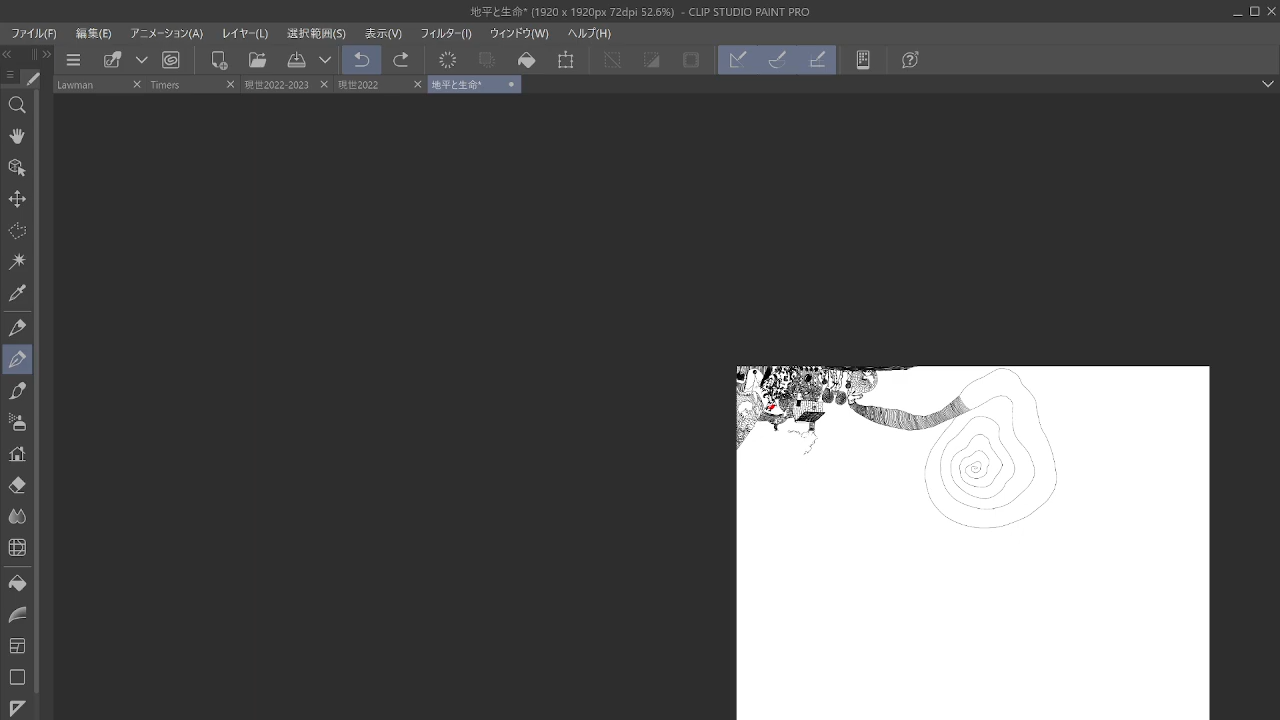 地平と生命* (1920 x 1920px 72dpi 52.6%) - CLIP STUDIO PAINT PRO
ファイル(F) 編集(E) アニメーション(A) レイヤー(L) 選択範囲(S) 表示(V) フィルター(I) ウィンドウ(W) ヘルプ(H)
Lawman Timers 現世2022-2023 現世2022 地平と生命*